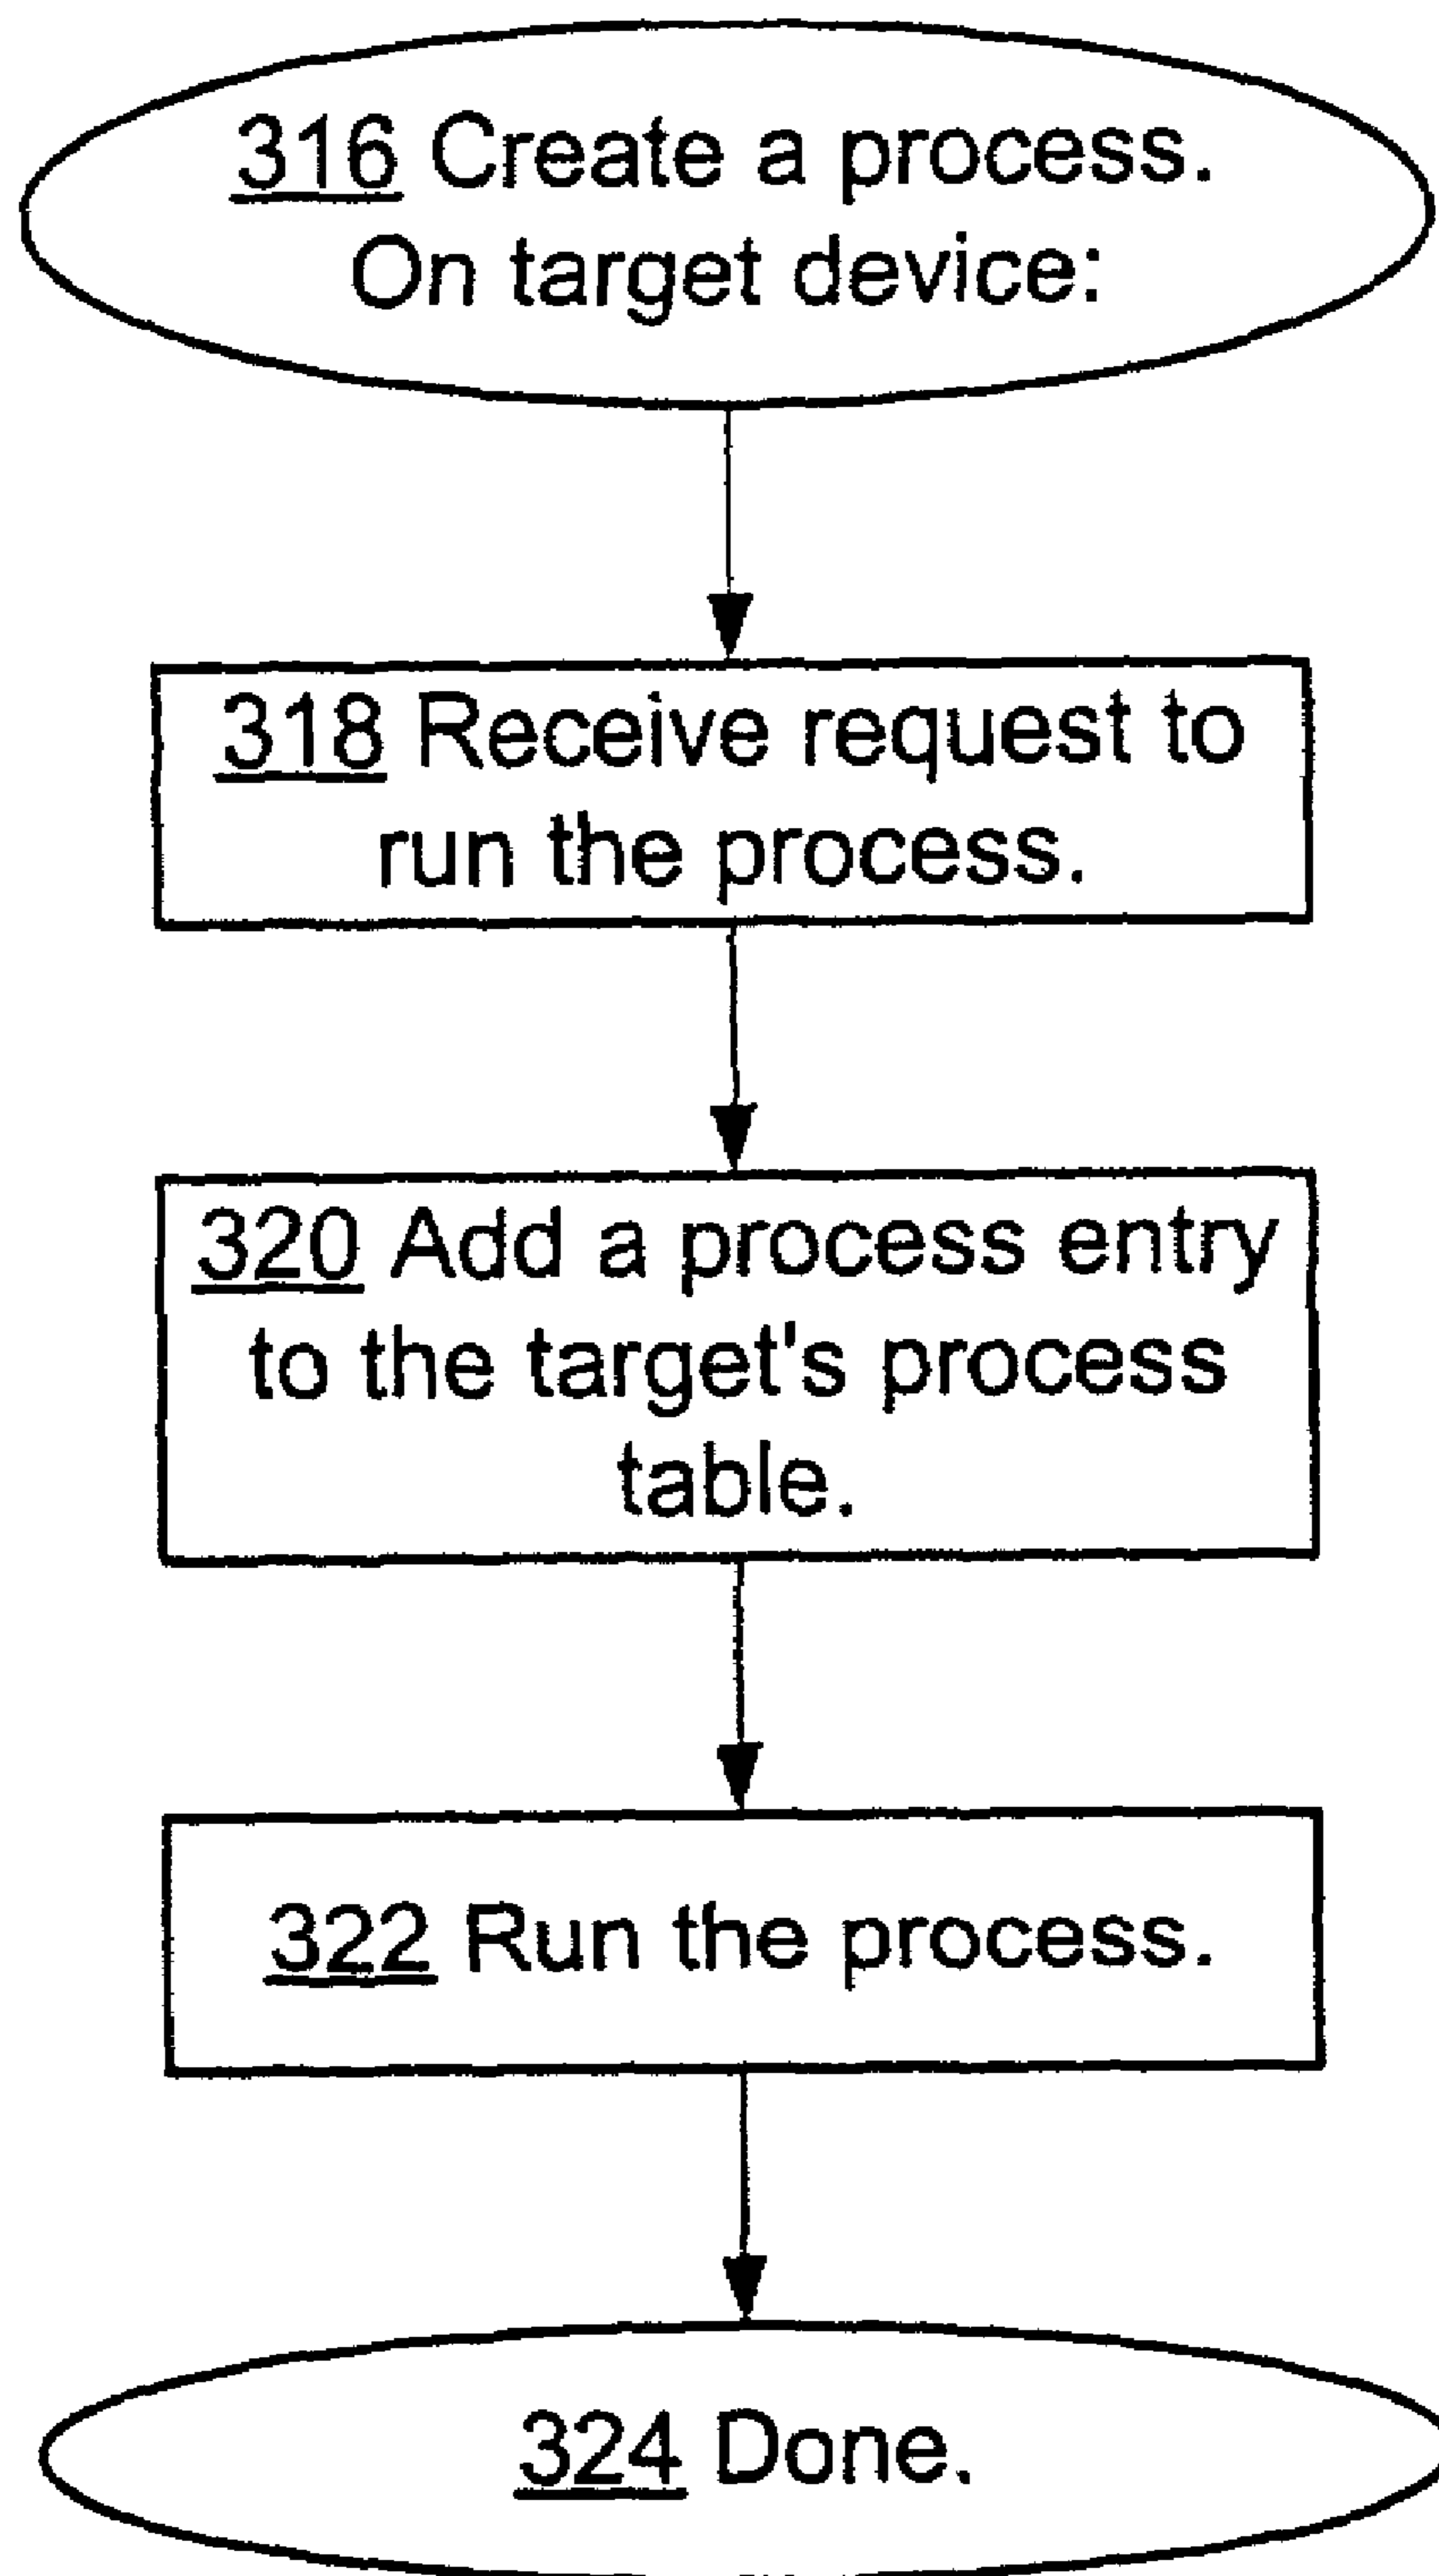 316 Create a process.
On target device:
318 Receive request to
run the process.
320 Add a process entry
to the target's process
table.
322 Run the process.
324 Done.